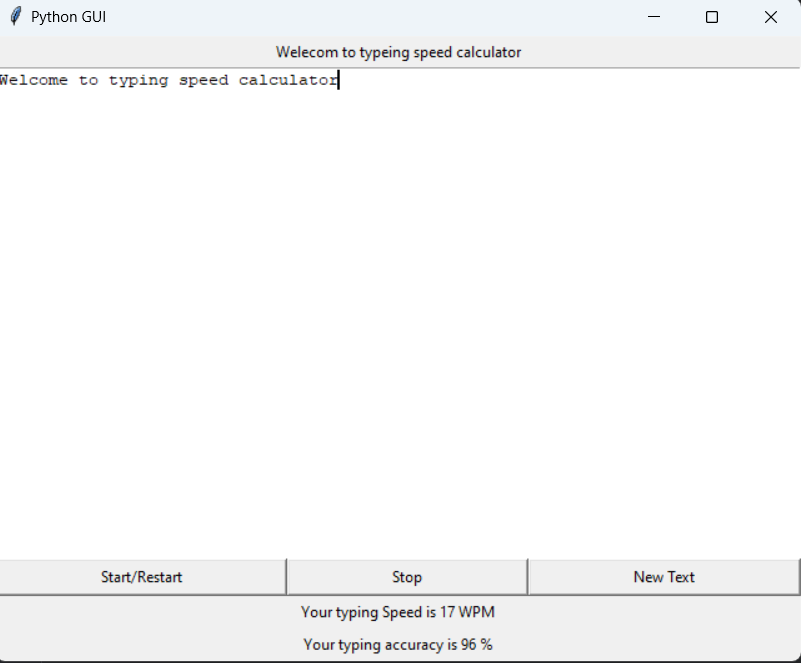 Python GUI
Welecom to typeing speed calculator
Welcome to typing speed calculator
Start/Restart Stop New Text
Your typing Speed is 17 WPM
Your typing accuracy is 96 %